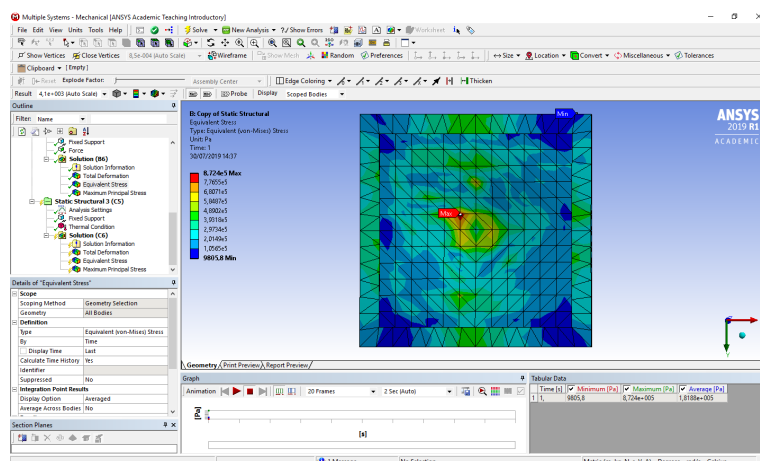 Multiple Systems - Mechanical [ANSYS Academic Teaching Introductory]
File Edit View Units Tools Help Solve New Analysis ?/ Show Errors Worksheet
Show Vertices Close Vertices 8,5e-004 (Auto Scale) Wireframe Show Mesh Random Preferences Size Location Convert Miscellaneous Tolerances
Clipboard [Empty]
Reset Explode Factor: Assembly Center Edge Coloring Thicken
Result 4,1e+003 (Auto Scale) Probe Display Scoped Bodies
Outline
Filter: Name
Fixed Support
Force
Solution (B6)
Solution Information
Total Deformation
Equivalent Stress
Maximum Principal Stress
Static Structural 3 (C5)
Analysis Settings
Fixed Support
Thermal Condition
Solution (C6)
Solution Information
Total Deformation
Equivalent Stress
Maximum Principal Stress
Details of "Equivalent Stress"
Scope
Scoping Method Geometry Selection
Geometry All Bodies
Definition
Type Equivalent (von-Mises) Stress
By Time
Display Time Last
Calculate Time History Yes
Identifier
Suppressed No
Integration Point Results
Display Option Averaged
Average Across Bodies No
Section Planes
B: Copy of Static Structural
Equivalent Stress
Type: Equivalent (von-Mises) Stress
Unit: Pa
Time: 1
30/07/2019 14:37
8,724e5 Max
7,7655e5
6,8071e5
5,8487e5
4,8902e5
3,9318e5
2,9734e5
2,0149e5
1,0565e5
9805,8 Min
Min
Max
ANSYS
2019 R1
ACADEMIC
Y
Geometry Print Preview Report Preview
Graph
Animation 20 Frames 2 Sec (Auto)
[Pa]
[s]
Tabular Data
Time [s] Minimum [Pa] Maximum [Pa] Average [Pa]
1 1, 9805,8 8,724e+005 1,8188e+005
1 Message No Selection